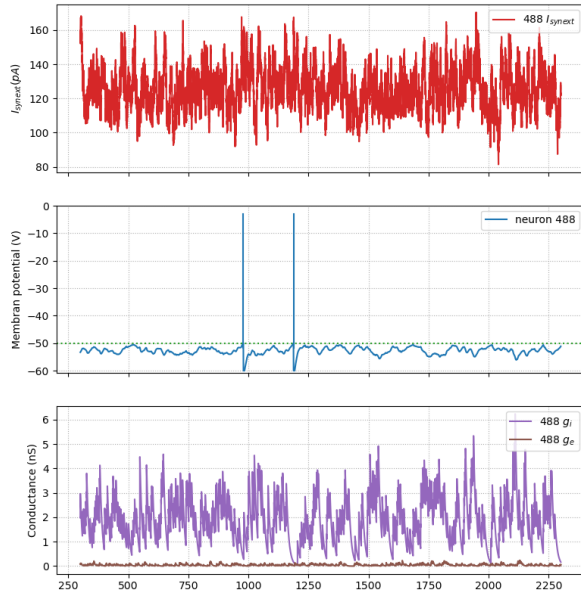 488 I_synext
160
140
120
100
80
I_synext(pA)
neuron 488
0
−10
−20
−30
−40
−50
−60
Membran potential (V)
488 g_i
488 g_e
6
5
4
3
2
1
0
Conductance (nS)
250 500 750 1000 1250 1500 1750 2000 2250